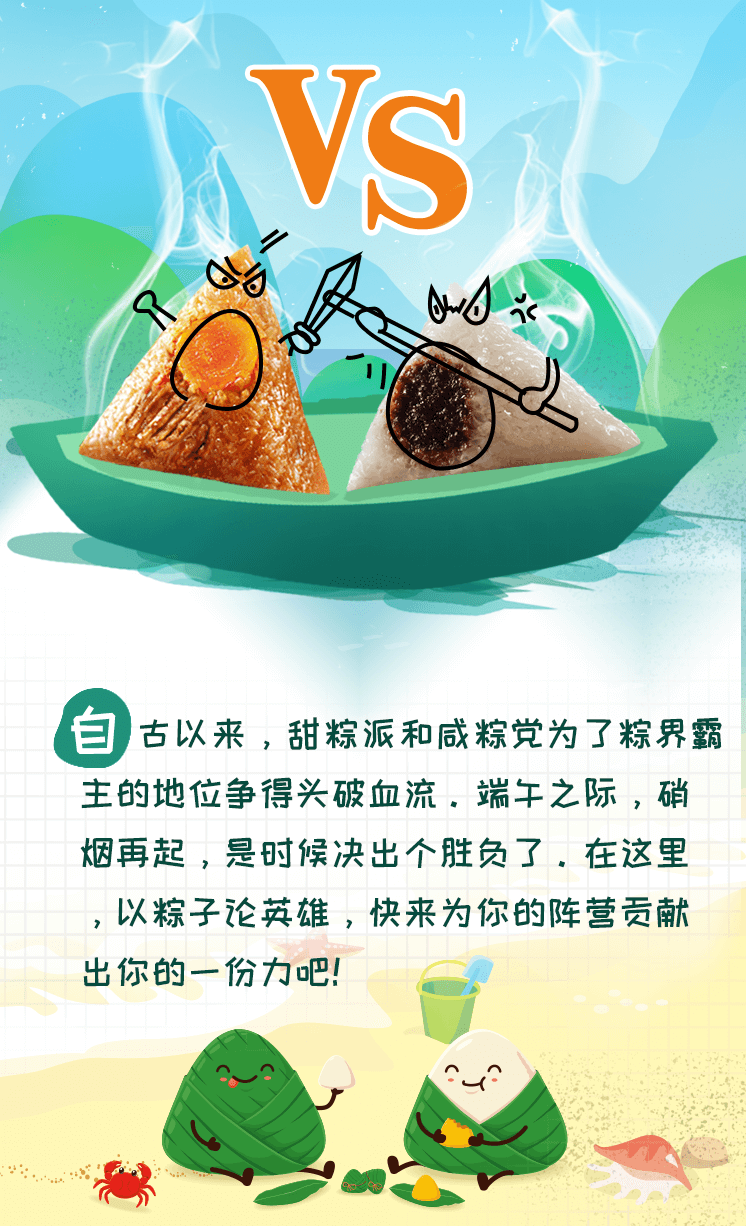 VS
自古以来，甜粽派和咸粽党为了粽界霸
主的地位争得头破血流．端午之际，硝
烟再起，是时候决出个胜负了．在这里
，以粽子论英雄，快来为你的阵营贡献
出你的一份力吧！